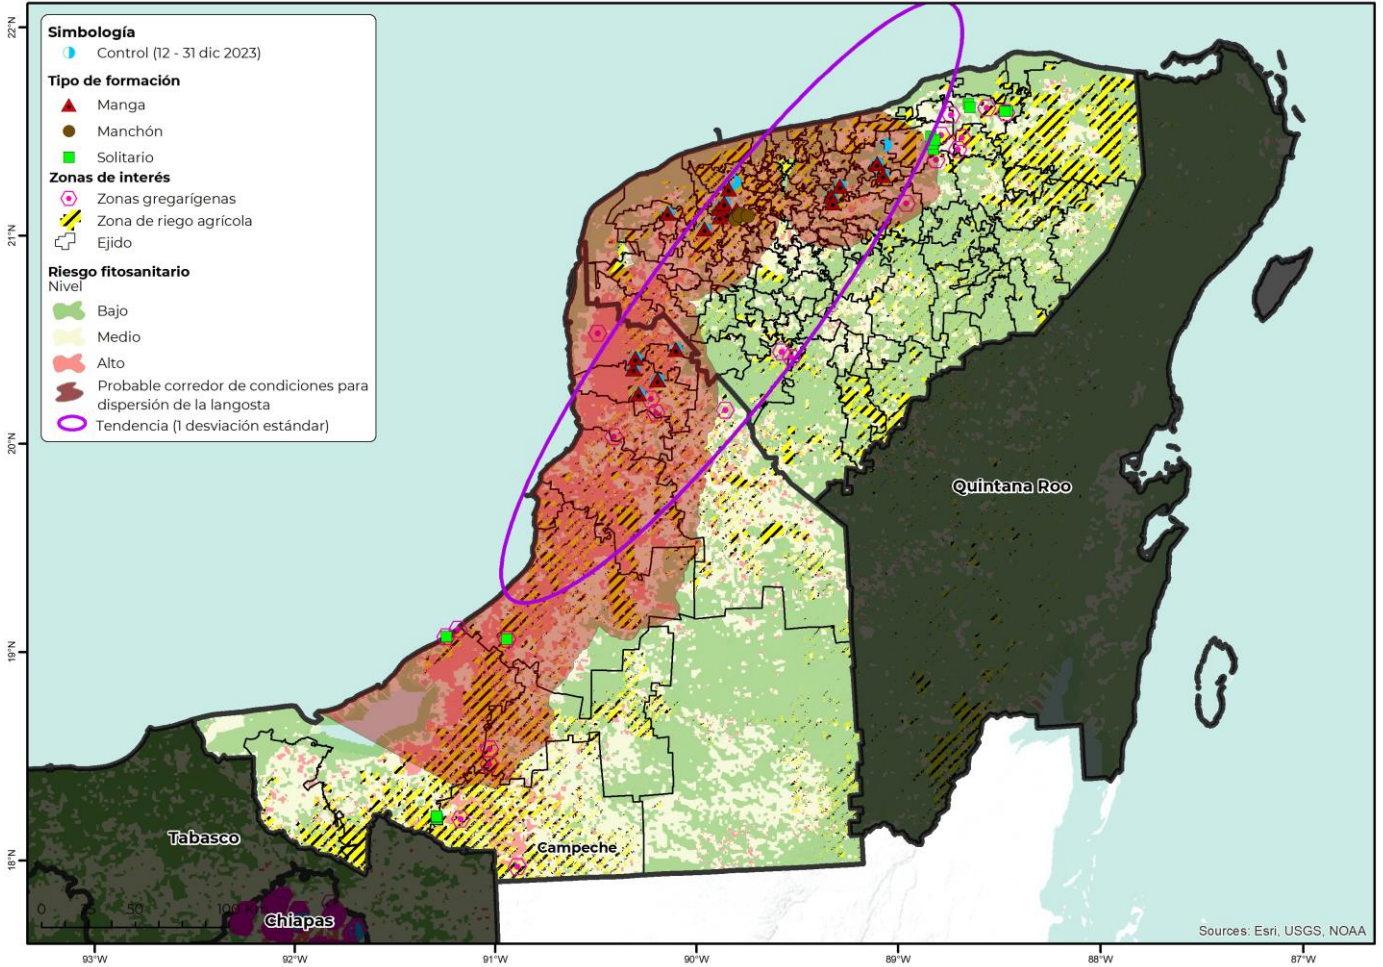 Simbología
Control (12 - 31 dic 2023)
Tipo de formación
Manga
Manchón
Solitario
Zonas de interés
Zonas gregarígenas
Zona de riego agrícola
Ejido
Riesgo fitosanitario
Nivel
Bajo
Medio
Alto
Probable corredor de condiciones para
dispersión de la langosta
Tendencia (1 desviación estándar)
22°N
21°N
20°N
19°N
18°N
Quintana Roo
Tabasco
Campeche
Chiapas
0
50
Sources: Esri, USGS, NOAA
93°W
92°W
91°W
90°W
89°W
88°W
87°W